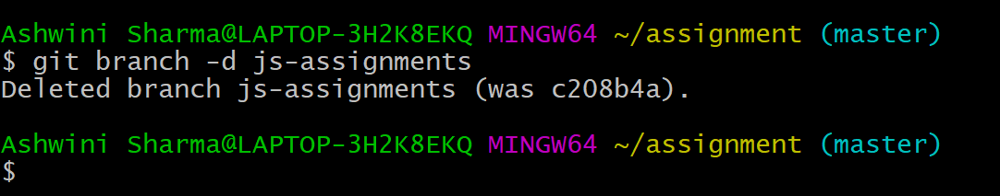 Ashwini Sharma@LAPTOP-3H2K8EKQ MINGW64 ~/assignment (master)
$ git branch -d js-assignments
Deleted branch js-assignments (was c208b4a).
Ashwini Sharma@LAPTOP-3H2K8EKQ MINGW64 ~/assignment (master)
$